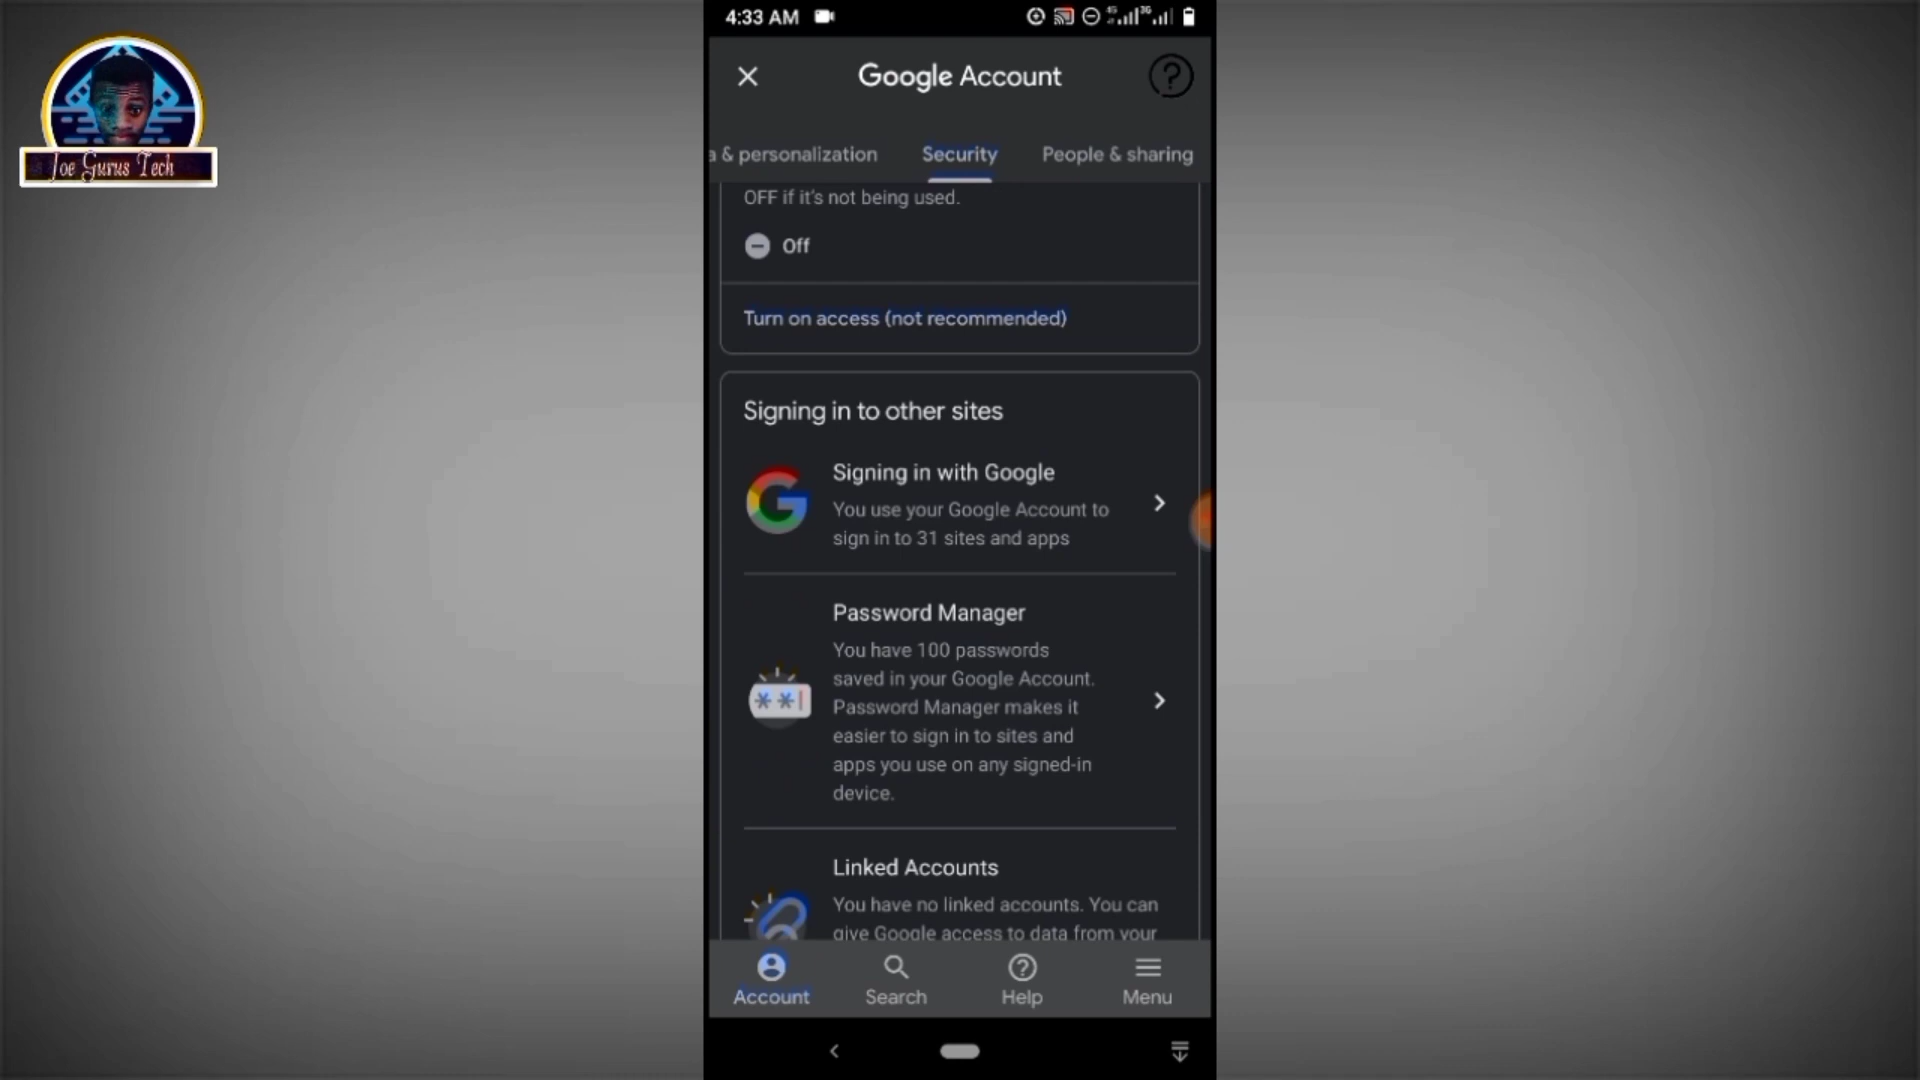 4:33 AM
4G
3G
Joe Gurus Tech
Google Account
a & personalization
Security
People & sharing
OFF if it's not being used.
Off
Turn on access (not recommended)
Signing in to other sites
Signing in with Google
You use your Google Account to
sign in to 31 sites and apps
Password Manager
You have 100 passwords
saved in your Google Account.
Password Manager makes it
easier to sign in to sites and
apps you use on any signed-in
device.
Linked Accounts
You have no linked accounts. You can
give Google access to data from your
Account
Search
Help
Menu